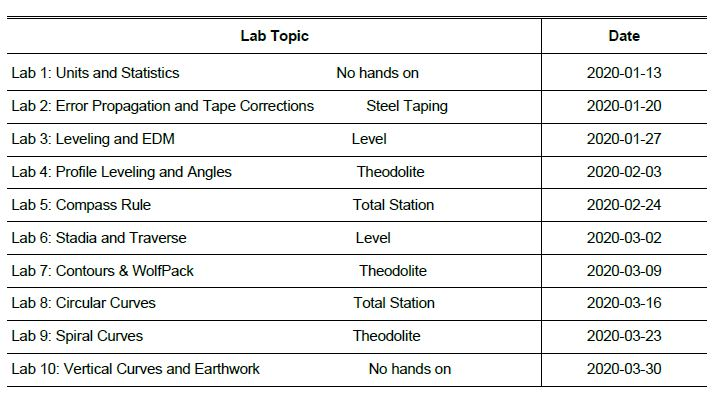 Lab Topic Date
Lab 1: Units and Statistics No hands on 2020-01-13
Lab 2: Error Propagation and Tape Corrections Steel Taping 2020-01-20
Lab 3: Leveling and EDM Level 2020-01-27
Lab 4: Profile Leveling and Angles Theodolite 2020-02-03
Lab 5: Compass Rule Total Station 2020-02-24
Lab 6: Stadia and Traverse Level 2020-03-02
Lab 7: Contours & WolfPack Theodolite 2020-03-09
Lab 8: Circular Curves Total Station 2020-03-16
Lab 9: Spiral Curves Theodolite 2020-03-23
Lab 10: Vertical Curves and Earthwork No hands on 2020-03-30